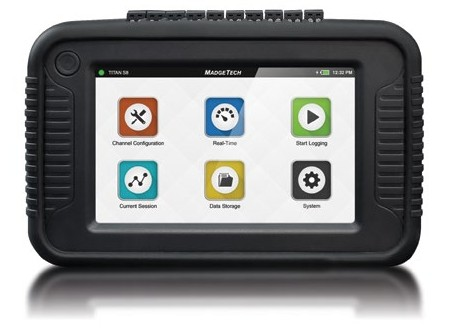 TITAN S8 MADGETECH 12:32 PM
Channel Configuration Real-Time Start Logging
Current Session Data Storage System